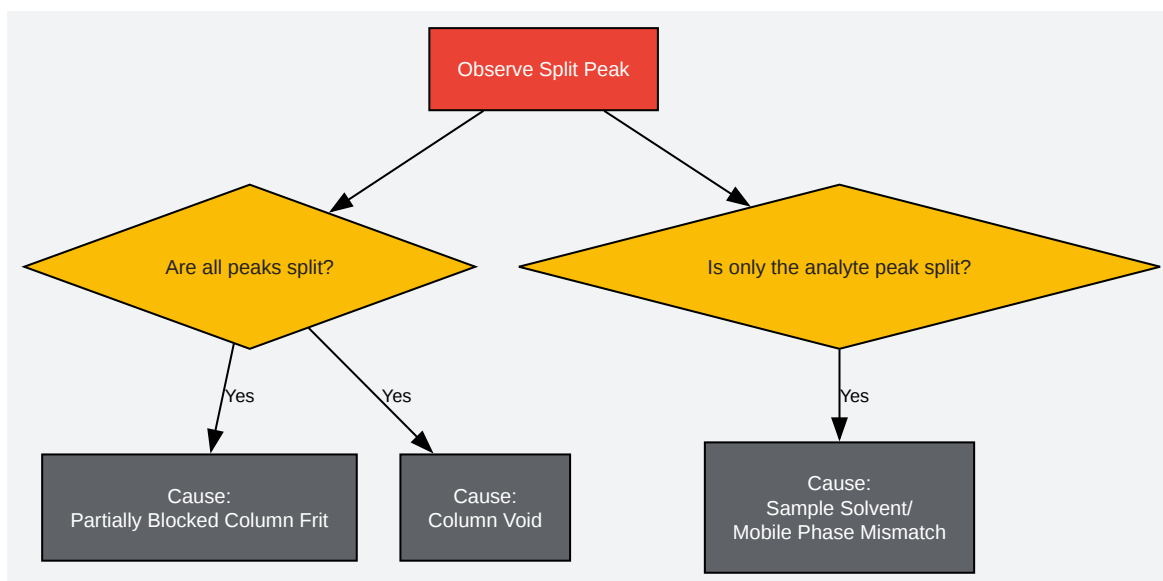 Observe Split Peak
Are all peaks split?
Is only the analyte peak split?
Yes
Yes
Yes
Cause:
Partially Blocked Column Frit
Cause:
Column Void
Cause:
Sample Solvent/
Mobile Phase Mismatch